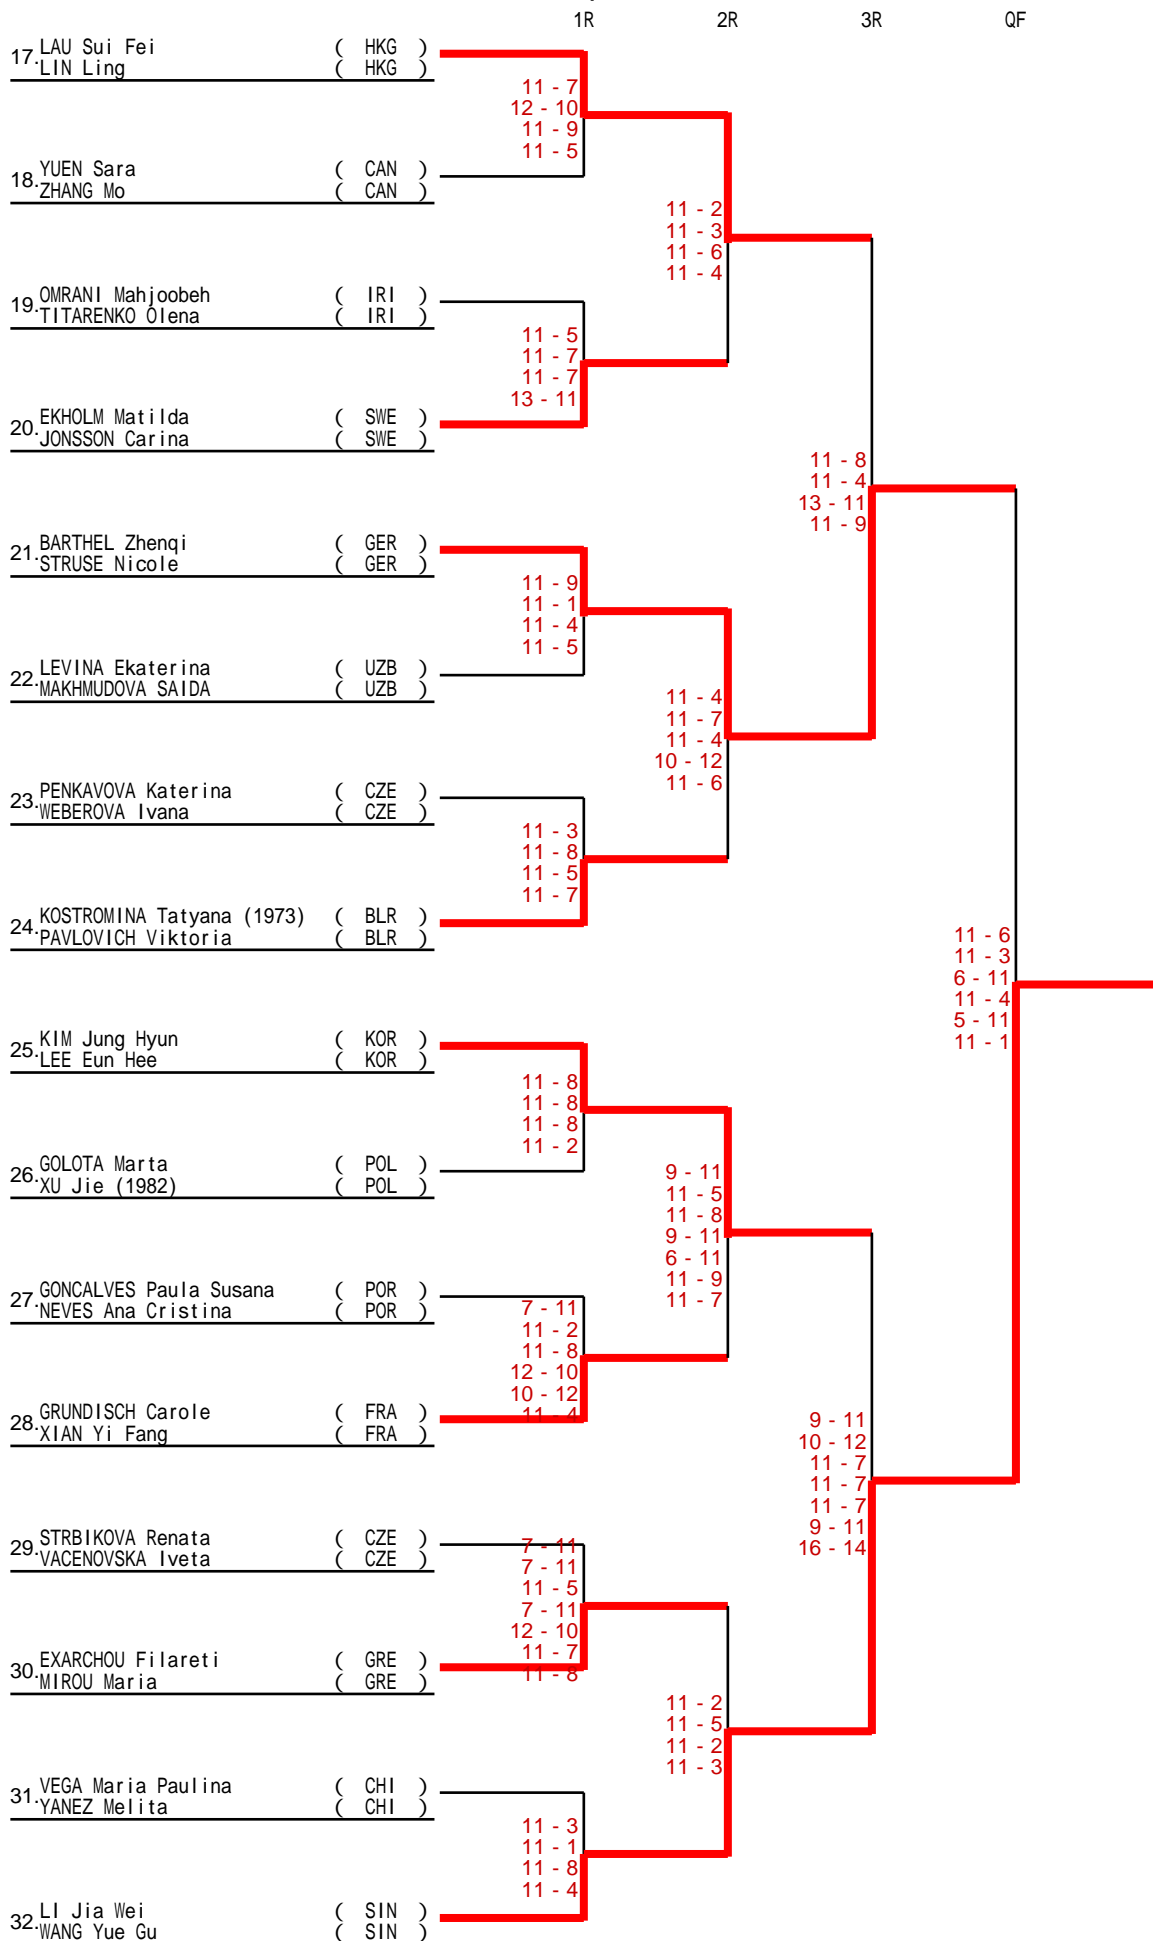 1R 2R 3R QF
17. LAU Sui Fei ( HKG )
LIN Ling ( HKG )
11 - 7
12 - 10
11 - 9
11 - 5
18. YUEN Sara ( CAN )
ZHANG Mo ( CAN )
11 - 2
11 - 3
11 - 6
11 - 4
19. OMRANI Mahjoobeh ( IRI )
TITARENKO Olena ( IRI )
11 - 5
11 - 7
11 - 7
13 - 11
20. EKHOLM Matilda ( SWE )
JONSSON Carina ( SWE )
11 - 8
11 - 4
13 - 11
11 - 9
21. BARTHEL Zhenqi ( GER )
STRUSE Nicole ( GER )
11 - 9
11 - 1
11 - 4
11 - 5
22. LEVINA Ekaterina ( UZB )
MAKHMUDOVA SAIDA ( UZB )
11 - 4
11 - 7
11 - 4
10 - 12
11 - 6
23. PENKAVOVA Katerina ( CZE )
WEBEROVA Ivana ( CZE )
11 - 3
11 - 8
11 - 5
11 - 7
24. KOSTROMINA Tatyana (1973) ( BLR )
PAVLOVICH Viktoria ( BLR )
11 - 6
11 - 3
6 - 11
11 - 4
5 - 11
11 - 1
25. KIM Jung Hyun ( KOR )
LEE Eun Hee ( KOR )
11 - 8
11 - 8
11 - 8
11 - 2
26. GOLOTA Marta ( POL )
XU Jie (1982) ( POL )
9 - 11
11 - 5
11 - 8
9 - 11
6 - 11
11 - 9
11 - 7
27. GONCALVES Paula Susana ( POR )
NEVES Ana Cristina ( POR )
7 - 11
11 - 2
11 - 8
12 - 10
10 - 12
11 - 4
28. GRUNDISCH Carole ( FRA )
XIAN Yi Fang ( FRA )
9 - 11
10 - 12
11 - 7
11 - 7
11 - 7
9 - 11
16 - 14
29. STRBIKOVA Renata ( CZE )
VACENOVSKA Iveta ( CZE )
7 - 11
7 - 11
11 - 5
7 - 11
12 - 10
11 - 7
11 - 8
30. EXARCHOU Filareti ( GRE )
MIROU Maria ( GRE )
11 - 2
11 - 5
11 - 2
11 - 3
31. VEGA Maria Paulina ( CHI )
YANEZ Melita ( CHI )
11 - 3
11 - 1
11 - 8
11 - 4
32. LI Jia Wei ( SIN )
WANG Yue Gu ( SIN )